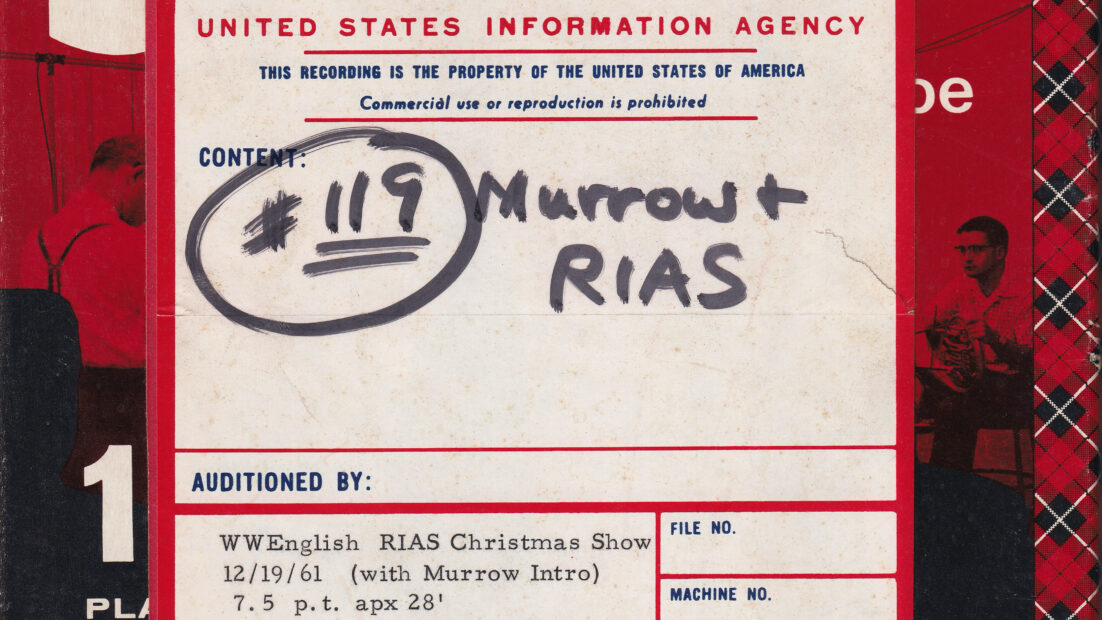 UNITED STATES INFORMATION AGENCY
THIS RECORDING IS THE PROPERTY OF THE UNITED STATES OF AMERICA
Commercial use or reproduction is prohibited
CONTENT:
#119 Murrow +
RIAS
AUDITIONED BY:
WWEnglish RIAS Christmas Show
12/19/61 (with Murrow Intro)
7.5 p.t. apx 28'
FILE NO.
MACHINE NO.
pe
1
PLA